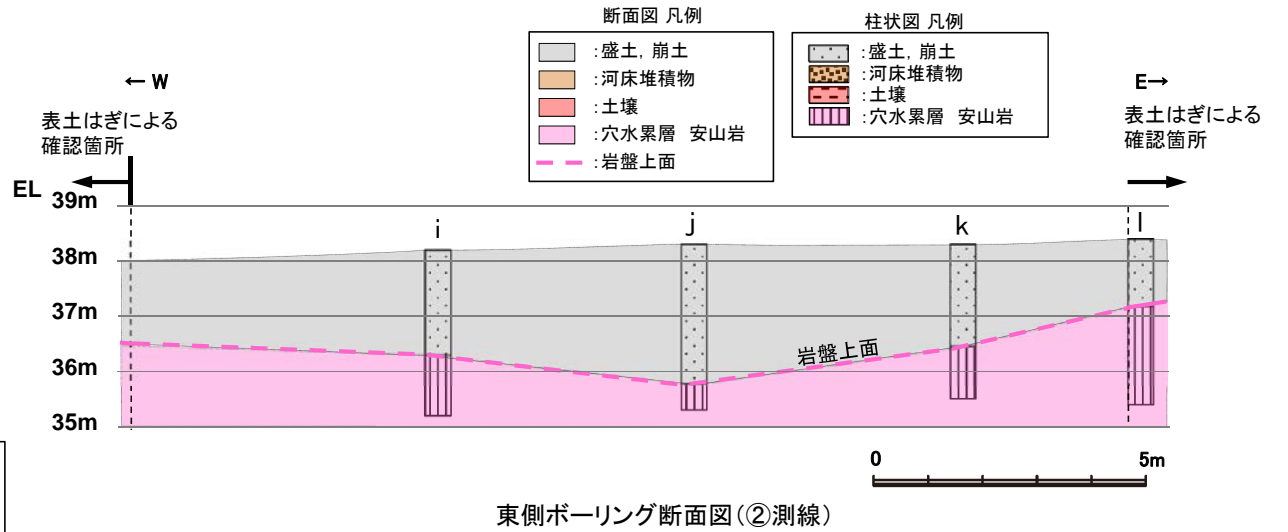 断面図 凡例
:盛土，崩土
:河床堆積物
:土壌
:穴水累層　安山岩
:岩盤上面
柱状図 凡例
:盛土，崩土
:河床堆積物
:土壌
:穴水累層　安山岩
← W
表土はぎによる
確認箇所
E→
表土はぎによる
確認箇所
EL
39m
38m
37m
36m
35m
i
j
k
l
岩盤上面
0
5m
東側ボーリング断面図(②測線)